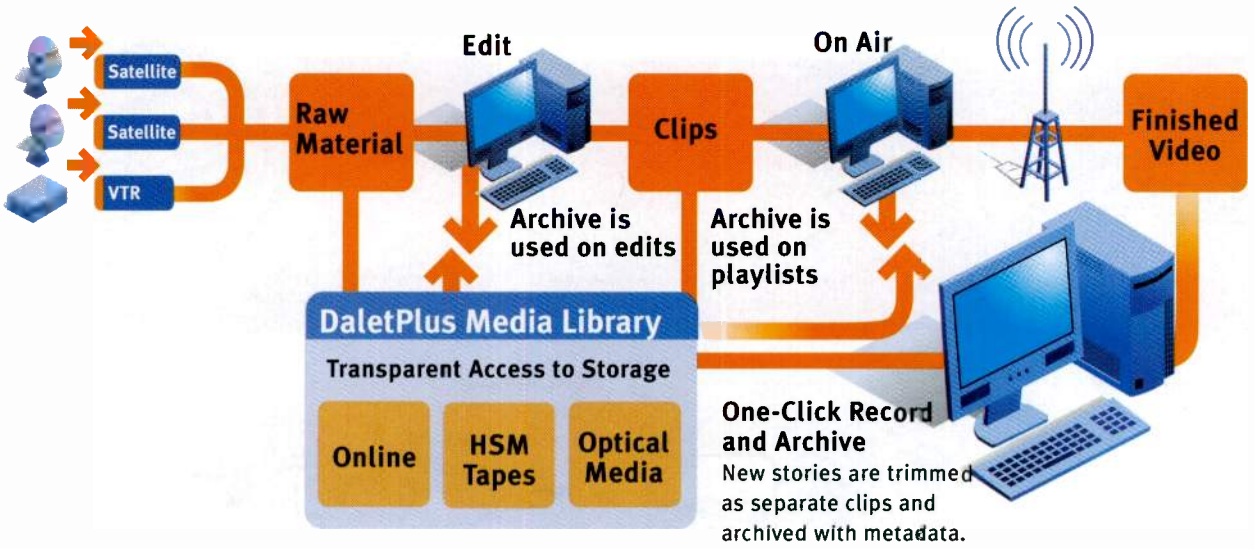 Satellite
Satellite
VTR
Raw
Material
Edit
Archive is
used on edits
Clips
On Air
Archive is
used on
playlists
Finished
Video
DaletPlus Media Library
Transparent Access to Storage
Online
HSM
Tapes
Optical
Media
One-Click Record
and Archive
New stories are trimmed
as separate clips and
archived with metadata.